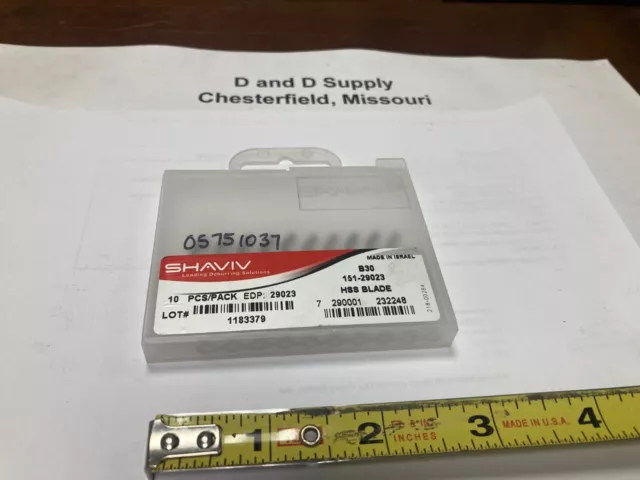 D and D Supply
Chesterfield, Missouri
05751037
SHAVIV
Leading Deburring Solutions
MADE IN ISRAEL
B30
151-29023
HSS BLADE
10 PCS/PACK EDP: 29023
LOT#
1183379
7 290001 232248
1
2
3
4
INCHES
MADE IN U.S.A.